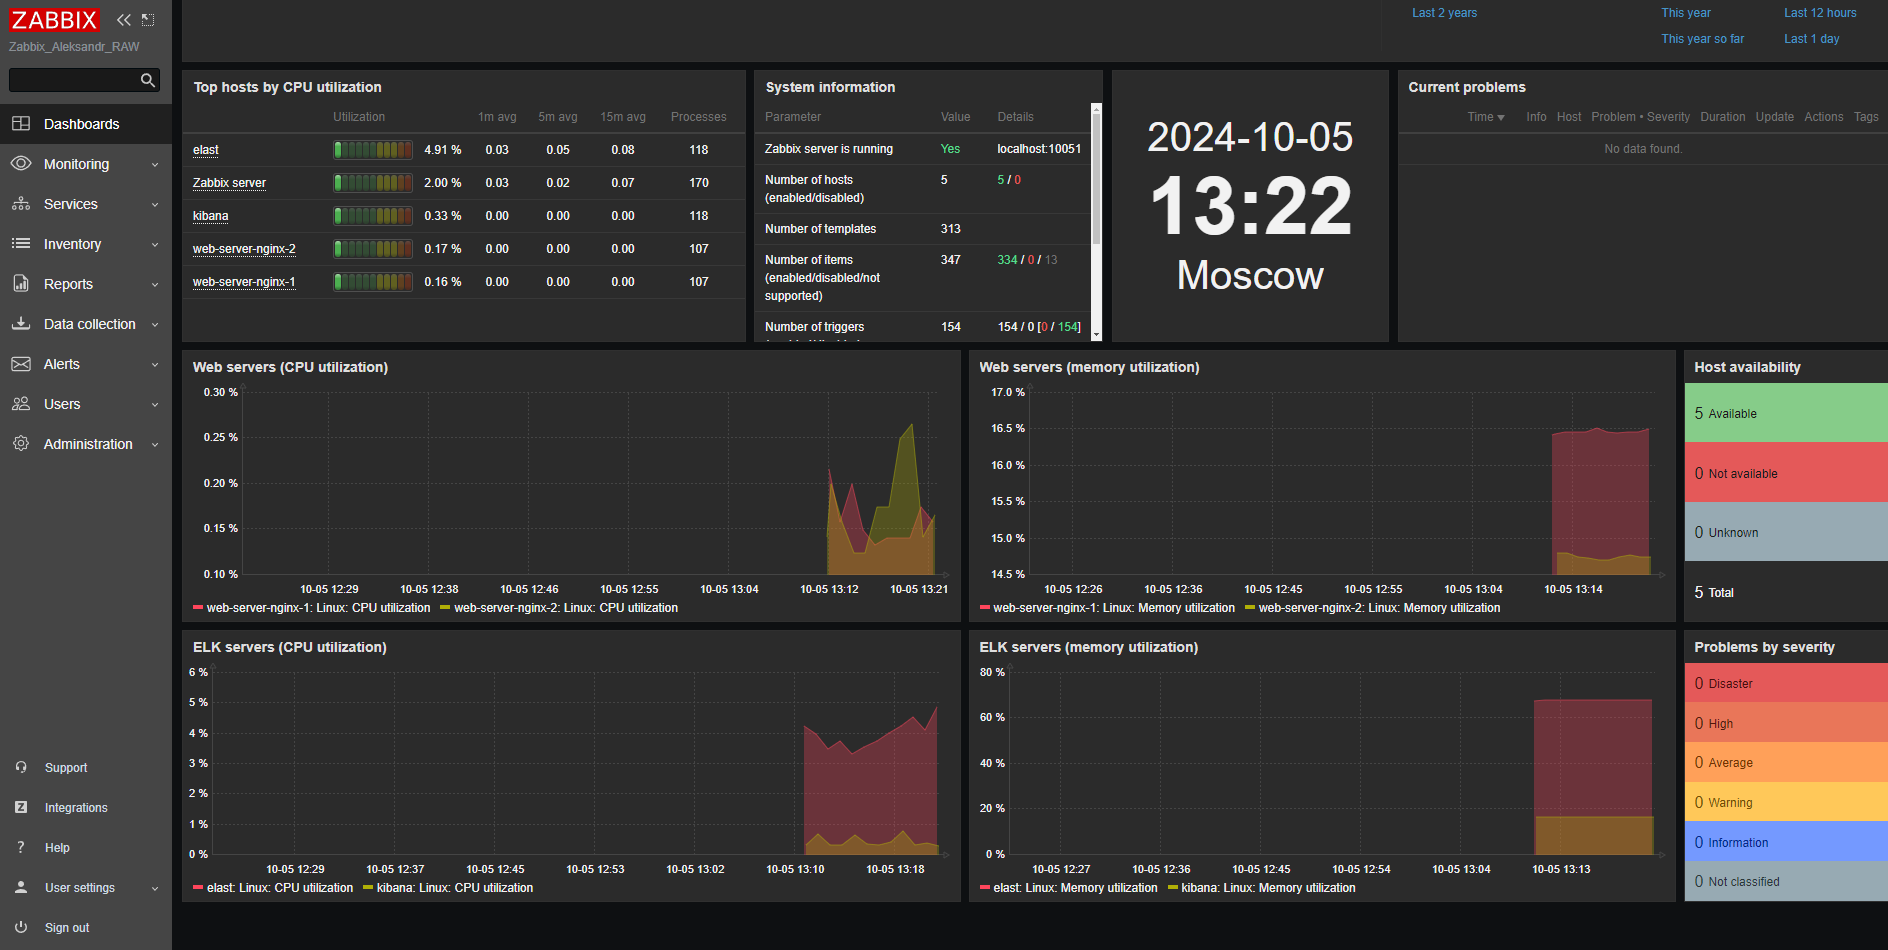 ZABBIX
Zabbix_Aleksandr_RAW
Dashboards
Monitoring
Services
Inventory
Reports
Data collection
Alerts
Users
Administration
Support
Integrations
Help
User settings
Sign out
Last 2 years This year Last 12 hours
This year so far Last 1 day
Top hosts by CPU utilization
Utilization 1m avg 5m avg 15m avg Processes
elast 4.91 % 0.03 0.05 0.08 118
Zabbix server 2.00 % 0.03 0.02 0.07 170
kibana 0.33 % 0.00 0.00 0.00 118
web-server-nginx-2 0.17 % 0.00 0.00 0.00 107
web-server-nginx-1 0.16 % 0.00 0.00 0.00 107
System information
Parameter Value Details
Zabbix server is running Yes localhost:10051
Number of hosts 5 5 / 0
(enabled/disabled)
Number of templates 313
Number of items 347 334 / 0 / 13
(enabled/disabled/not
supported)
Number of triggers 154 154 / 0 [0 / 154]
2024-10-05
13:22
Moscow
Current problems
Time Info Host Problem • Severity Duration Update Actions Tags
No data found.
Web servers (CPU utilization)
0.30 %
0.25 %
0.20 %
0.15 %
0.10 %
10-05 12:29 10-05 12:38 10-05 12:46 10-05 12:55 10-05 13:04 10-05 13:12 10-05 13:21
web-server-nginx-1: Linux: CPU utilization web-server-nginx-2: Linux: CPU utilization
Web servers (memory utilization)
17.0 %
16.5 %
16.0 %
15.5 %
15.0 %
14.5 %
10-05 12:26 10-05 12:36 10-05 12:45 10-05 12:55 10-05 13:04 10-05 13:14
web-server-nginx-1: Linux: Memory utilization web-server-nginx-2: Linux: Memory utilization
Host availability
5 Available
0 Not available
0 Unknown
5 Total
ELK servers (CPU utilization)
6 %
5 %
4 %
3 %
2 %
1 %
0 %
10-05 12:29 10-05 12:37 10-05 12:45 10-05 12:53 10-05 13:02 10-05 13:10 10-05 13:18
elast: Linux: CPU utilization kibana: Linux: CPU utilization
ELK servers (memory utilization)
80 %
60 %
40 %
20 %
0 %
10-05 12:27 10-05 12:36 10-05 12:45 10-05 12:54 10-05 13:04 10-05 13:13
elast: Linux: Memory utilization kibana: Linux: Memory utilization
Problems by severity
0 Disaster
0 High
0 Average
0 Warning
0 Information
0 Not classified